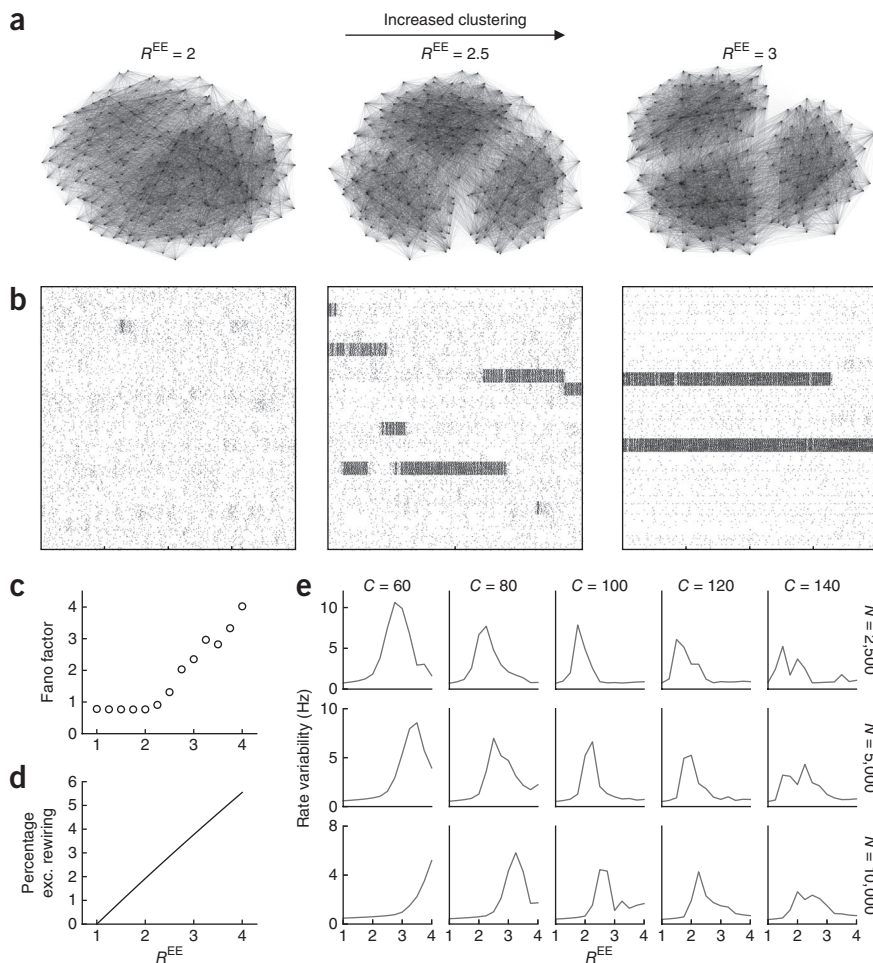 a
Increased clustering
R^EE = 2
R^EE = 2.5
R^EE = 3
b
c
Fano factor
4
3
2
1
0
1 2 3 4
d
Percentage
exc. rewiring
6
5
4
3
2
1
0
1 2 3 4
R^EE
e
C = 60 C = 80 C = 100 C = 120 C = 140
Rate variability (Hz)
10
5
0
N = 2,500
10
5
0
N = 5,000
8
4
0
N = 10,000
1 2 3 4 1 2 3 4 1 2 3 4 1 2 3 4 1 2 3 4
R^EE